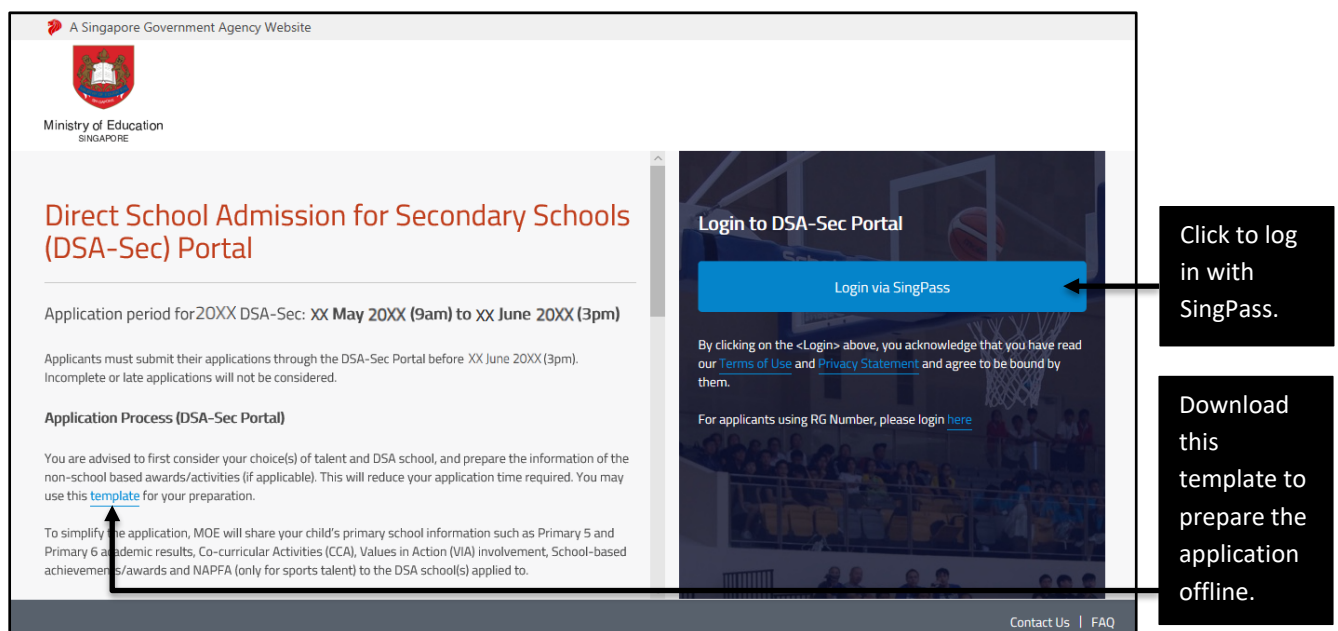 A Singapore Government Agency Website
Ministry of Education
SINGAPORE
Direct School Admission for Secondary Schools
(DSA-Sec) Portal
Application period for 20XX DSA-Sec: XX May 20XX (9am) to xx June 20XX (3pm)
Applicants must submit their applications through the DSA-Sec Portal before XX June 20XX (3pm).
Incomplete or late applications will not be considered.
Application Process (DSA-Sec Portal)
You are advised to first consider your choice(s) of talent and DSA school, and prepare the information of the
non-school based awards/activities (if applicable). This will reduce your application time required. You may
use this template for your preparation.
To simplify the application, MOE will share your child's primary school information such as Primary 5 and
Primary 6 academic results, Co-curricular Activities (CCA), Values in Action (VIA) involvement, School-based
achievements/awards and NAPFA (only for sports talent) to the DSA school(s) applied to.
Login to DSA-Sec Portal
Login via SingPass
By clicking on the <Login> above, you acknowledge that you have read
our Terms of Use and Privacy Statement and agree to be bound by
them.
For applicants using RG Number, please login here
Contact Us | FAQ
Click to log
in with
SingPass.
Download
this
template to
prepare the
application
offline.